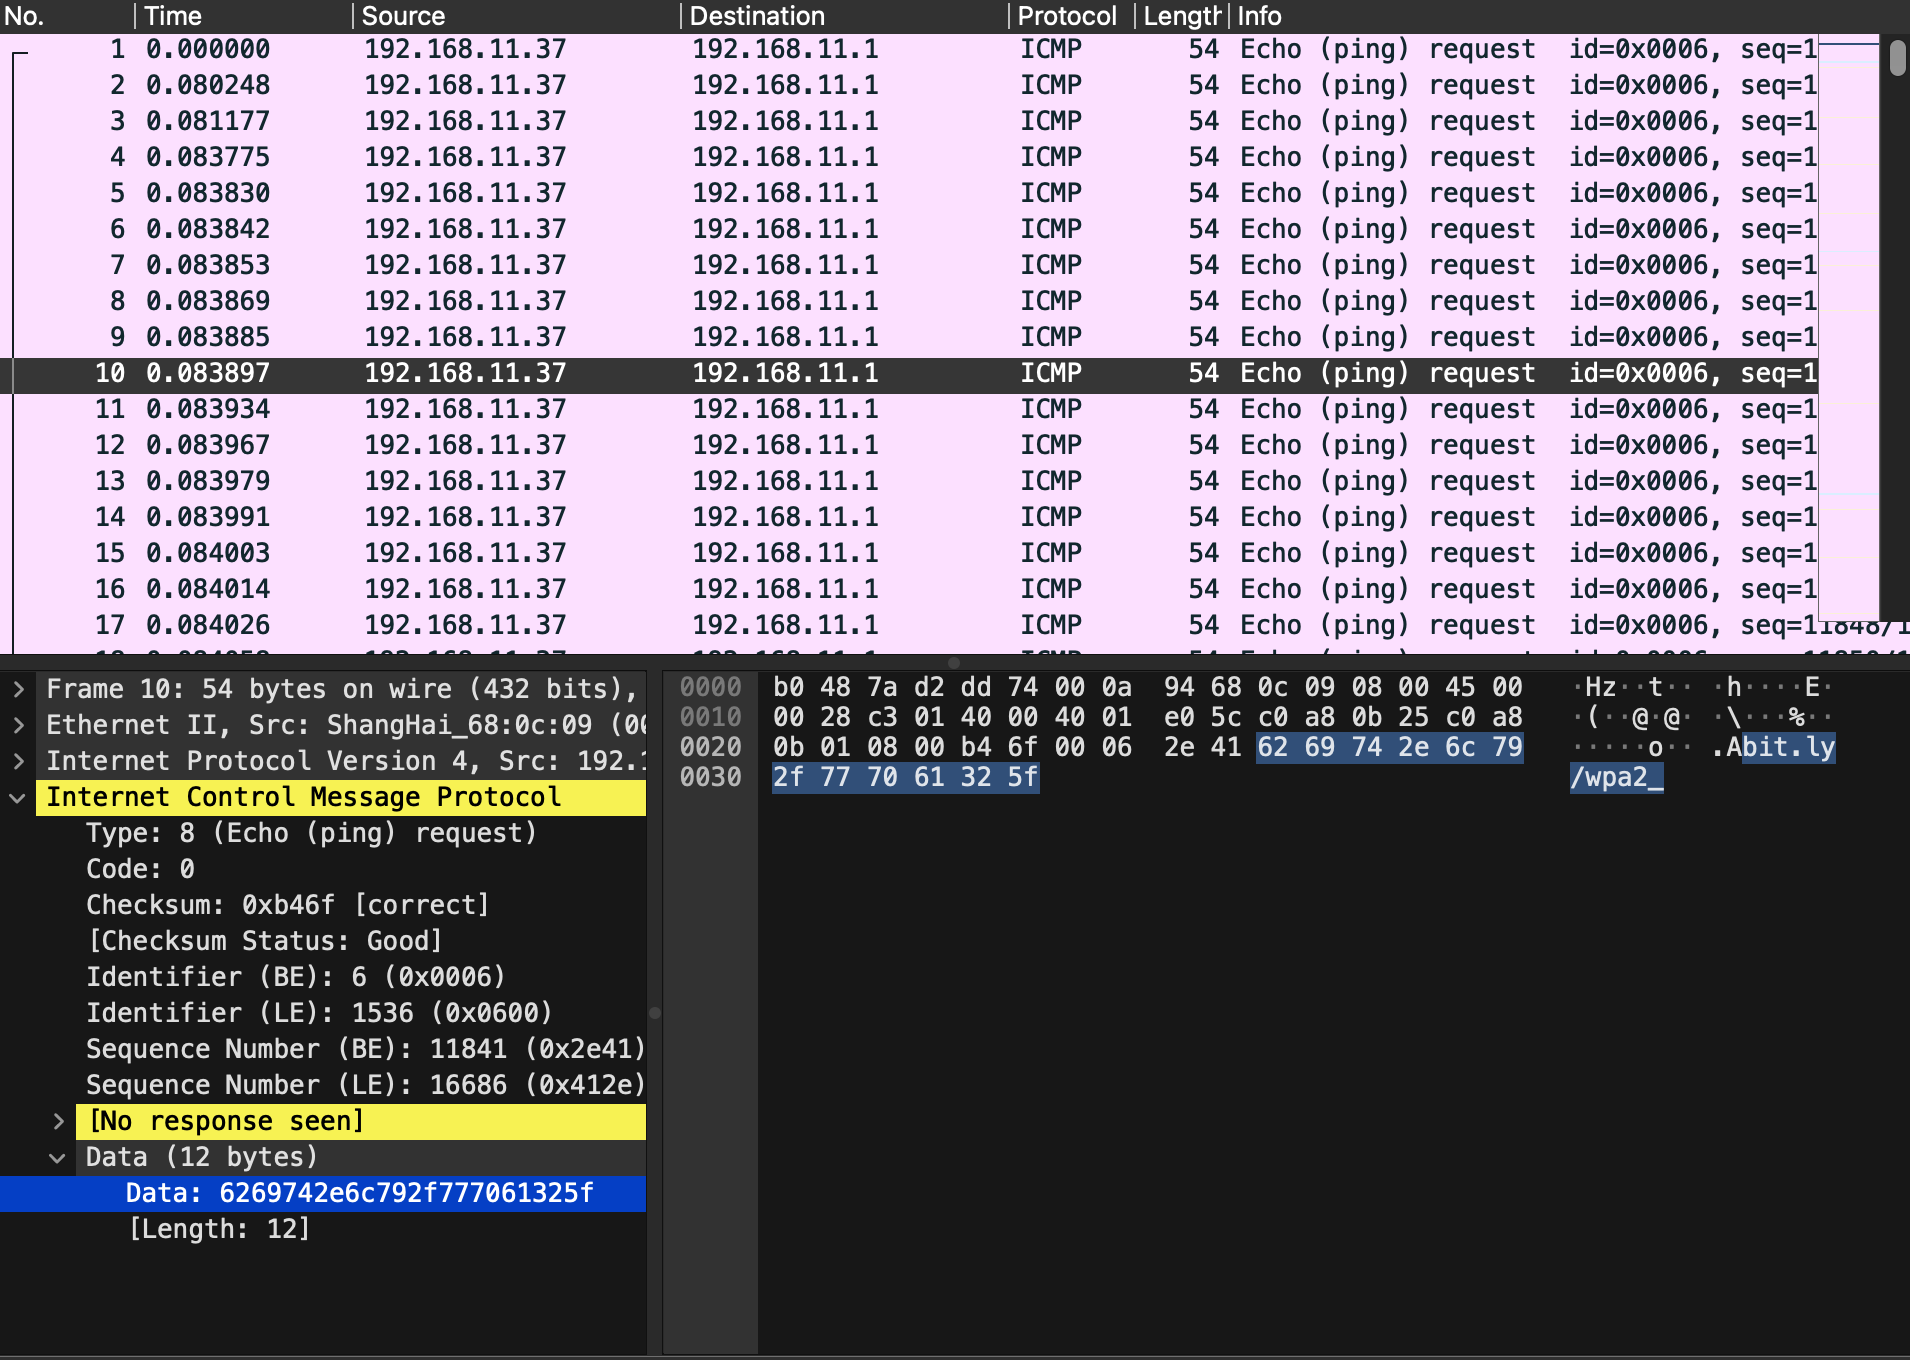 No. Time Source Destination Protocol Length Info
1 0.000000 192.168.11.37 192.168.11.1 ICMP 54 Echo (ping) request id=0x0006, seq=1
2 0.080248 192.168.11.37 192.168.11.1 ICMP 54 Echo (ping) request id=0x0006, seq=1
3 0.081177 192.168.11.37 192.168.11.1 ICMP 54 Echo (ping) request id=0x0006, seq=1
4 0.083775 192.168.11.37 192.168.11.1 ICMP 54 Echo (ping) request id=0x0006, seq=1
5 0.083830 192.168.11.37 192.168.11.1 ICMP 54 Echo (ping) request id=0x0006, seq=1
6 0.083842 192.168.11.37 192.168.11.1 ICMP 54 Echo (ping) request id=0x0006, seq=1
7 0.083853 192.168.11.37 192.168.11.1 ICMP 54 Echo (ping) request id=0x0006, seq=1
8 0.083869 192.168.11.37 192.168.11.1 ICMP 54 Echo (ping) request id=0x0006, seq=1
9 0.083885 192.168.11.37 192.168.11.1 ICMP 54 Echo (ping) request id=0x0006, seq=1
10 0.083897 192.168.11.37 192.168.11.1 ICMP 54 Echo (ping) request id=0x0006, seq=1
11 0.083934 192.168.11.37 192.168.11.1 ICMP 54 Echo (ping) request id=0x0006, seq=1
12 0.083967 192.168.11.37 192.168.11.1 ICMP 54 Echo (ping) request id=0x0006, seq=1
13 0.083979 192.168.11.37 192.168.11.1 ICMP 54 Echo (ping) request id=0x0006, seq=1
14 0.083991 192.168.11.37 192.168.11.1 ICMP 54 Echo (ping) request id=0x0006, seq=1
15 0.084003 192.168.11.37 192.168.11.1 ICMP 54 Echo (ping) request id=0x0006, seq=1
16 0.084014 192.168.11.37 192.168.11.1 ICMP 54 Echo (ping) request id=0x0006, seq=1
17 0.084026 192.168.11.37 192.168.11.1 ICMP 54 Echo (ping) request id=0x0006, seq=11848/1
Frame 10: 54 bytes on wire (432 bits),
Ethernet II, Src: ShangHai_68:0c:09 (00
Internet Protocol Version 4, Src: 192.1
Internet Control Message Protocol
Type: 8 (Echo (ping) request)
Code: 0
Checksum: 0xb46f [correct]
[Checksum Status: Good]
Identifier (BE): 6 (0x0006)
Identifier (LE): 1536 (0x0600)
Sequence Number (BE): 11841 (0x2e41)
Sequence Number (LE): 16686 (0x412e)
[No response seen]
Data (12 bytes)
Data: 6269742e6c792f777061325f
[Length: 12]
0000 b0 48 7a d2 dd 74 00 0a 94 68 0c 09 08 00 45 00 ·Hz··t·· ·h····E·
0010 00 28 c3 01 40 00 40 01 e0 5c c0 a8 0b 25 c0 a8 ·(··@·@· ·\···%··
0020 0b 01 08 00 b4 6f 00 06 2e 41 62 69 74 2e 6c 79 ·····o·· .Abit.ly
0030 2f 77 70 61 32 5f /wpa2_